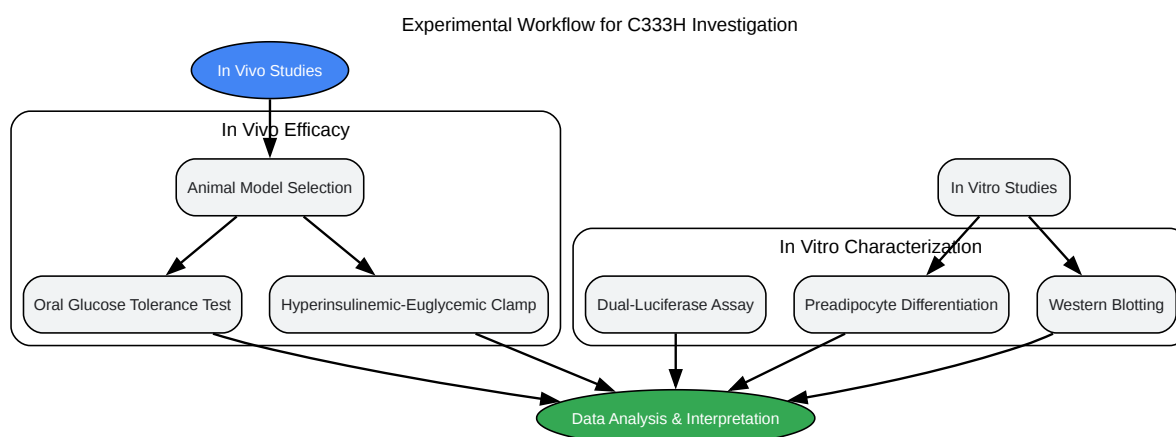 Experimental Workflow for C333H Investigation
In Vivo Studies
In Vivo Efficacy
Animal Model Selection
In Vitro Studies
In Vitro Characterization
Oral Glucose Tolerance Test
Hyperinsulinemic-Euglycemic Clamp
Dual-Luciferase Assay
Preadipocyte Differentiation
Western Blotting
Data Analysis & Interpretation